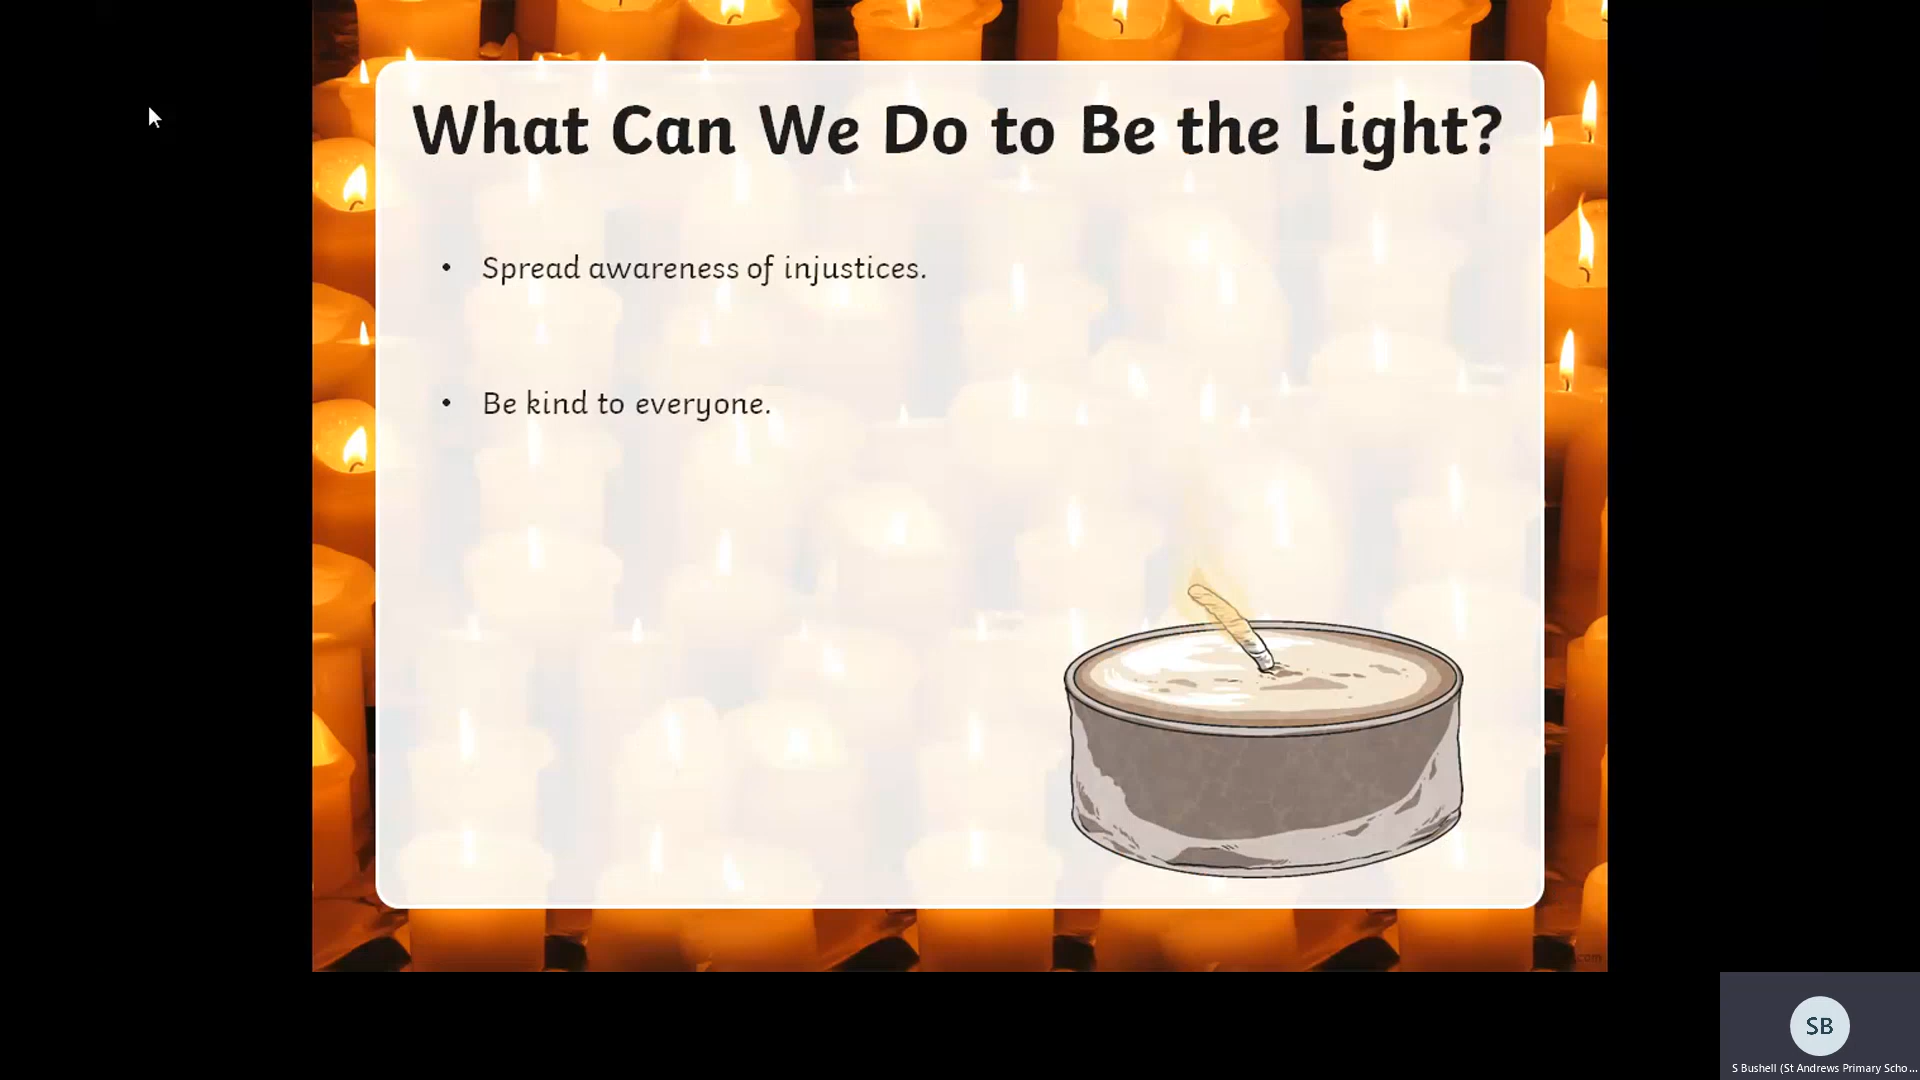 What Can We Do to Be the Light?
• Spread awareness of injustices.
• Be kind to everyone.
.com
SB
S Bushell (St Andrews Primary Scho...